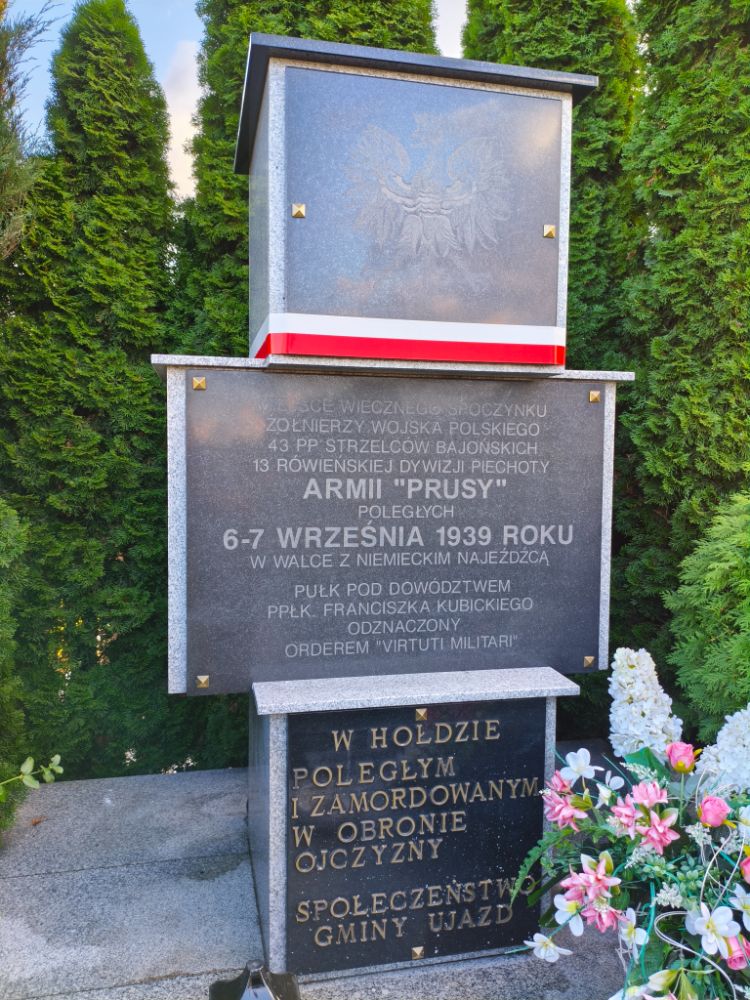 MIEJSCE WIECZNEGO SPOCZYNKU
ŻOŁNIERZY WOJSKA POLSKIEGO
43 PP STRZELCÓW BAJOŃSKICH
13 RÓWIEŃSKIEJ DYWIZJI PIECHOTY
ARMII "PRUSY"
POLEGŁYCH
6-7 WRZEŚNIA 1939 ROKU
W WALCE Z NIEMIECKIM NAJEŹDŹCĄ
PUŁK POD DOWÓDZTWEM
PPŁK. FRANCISZKA KUBICKIEGO
ODZNACZONY
ORDEREM "VIRTUTI MILITARI"
W HOŁDZIE
POLEGŁYM
I ZAMORDOWANYM
W OBRONIE
OJCZYZNY
SPOŁECZEŃSTWO
GMINY UJAZD